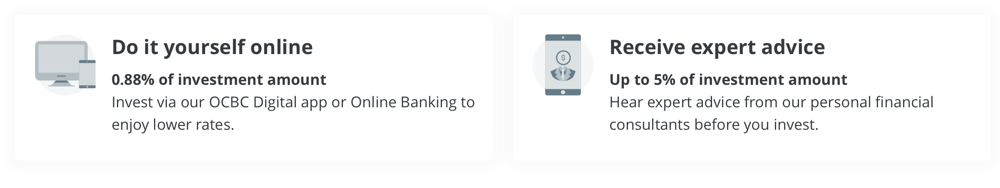 Do it yourself online
0.88% of investment amount
Invest via our OCBC Digital app or Online Banking to
enjoy lower rates.
$
Receive expert advice
Up to 5% of investment amount
Hear expert advice from our personal financial
consultants before you invest.